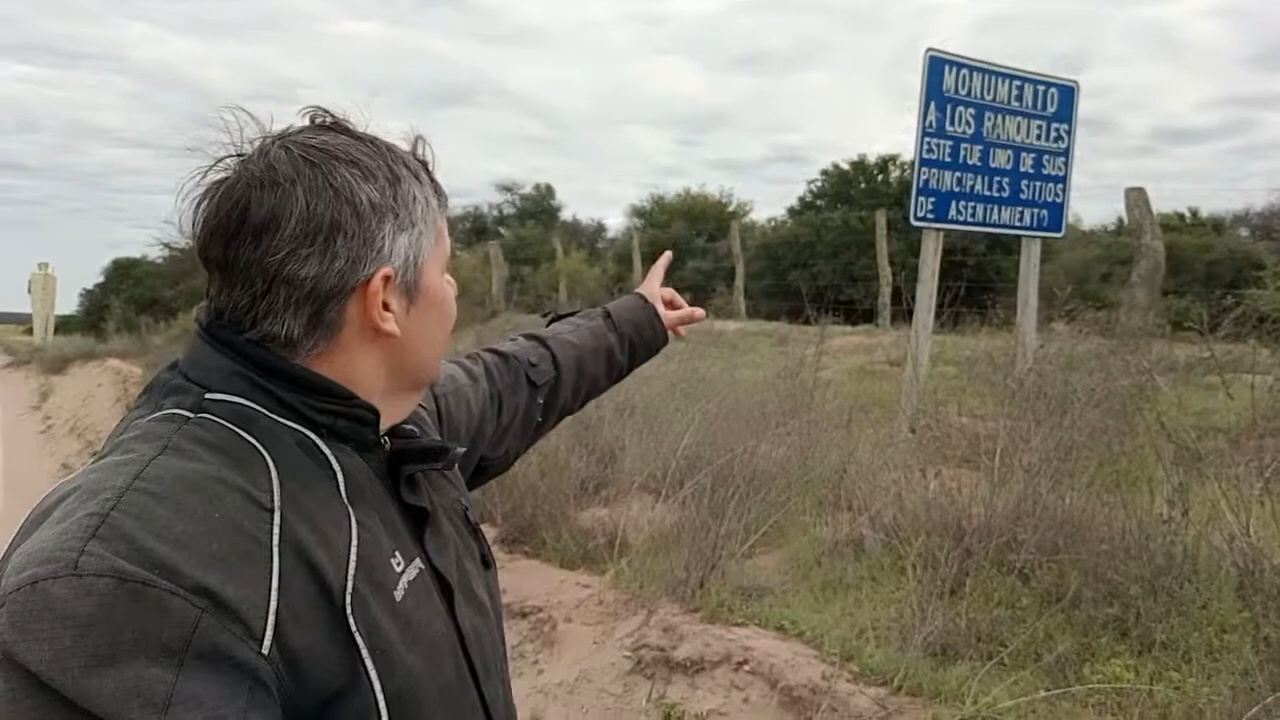 MONUMENTO
A LOS RANQUELES
ESTE FUE UNO DE SUS
PRINCIPALES SITIOS
DE ASENTAMIENTO